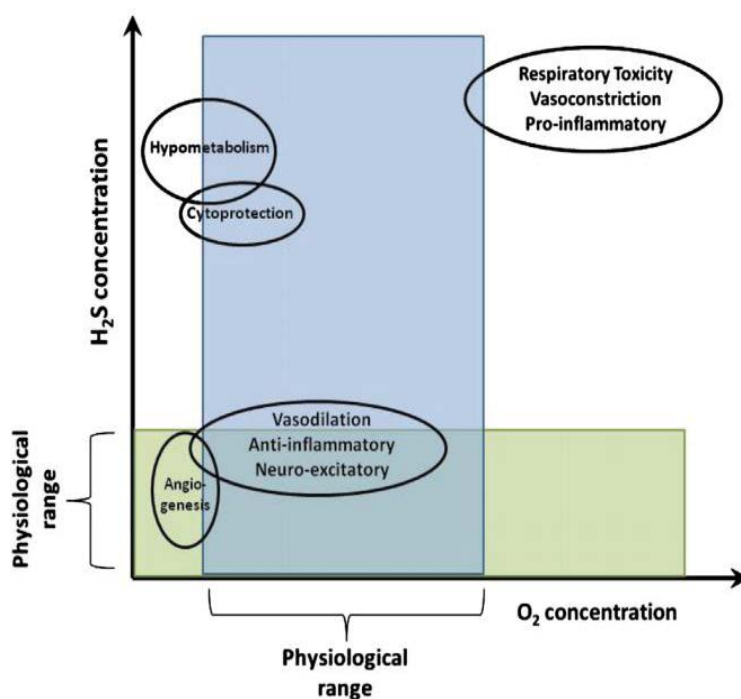 Respiratory Toxicity
Vasoconstriction
Pro-inflammatory
Hypometabolism
Cytoprotection
H₂S concentration
Vasodilation
Anti-inflammatory
Neuro-excitatory
Angio-
genesis
Physiological
range
O₂ concentration
Physiological
range